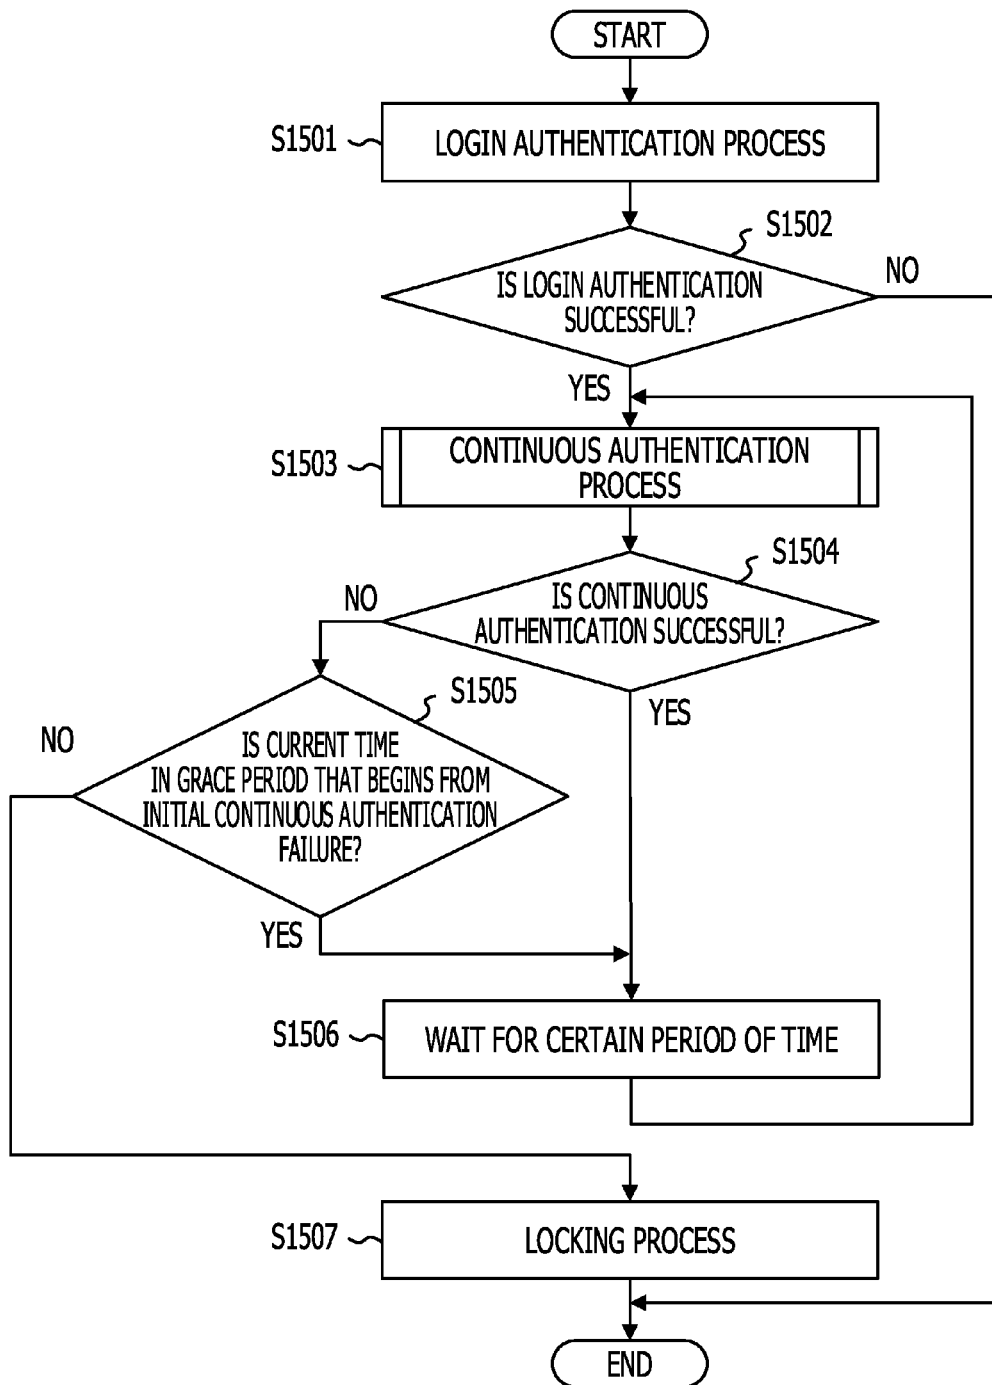 START
S1501
LOGIN AUTHENTICATION PROCESS
S1502
IS LOGIN AUTHENTICATION
SUCCESSFUL?
NO
YES
S1503
CONTINUOUS AUTHENTICATION
PROCESS
S1504
IS CONTINUOUS
AUTHENTICATION SUCCESSFUL?
NO
YES
S1505
IS CURRENT TIME
IN GRACE PERIOD THAT BEGINS FROM
INITIAL CONTINUOUS AUTHENTICATION
FAILURE?
NO
YES
S1506
WAIT FOR CERTAIN PERIOD OF TIME
S1507
LOCKING PROCESS
END